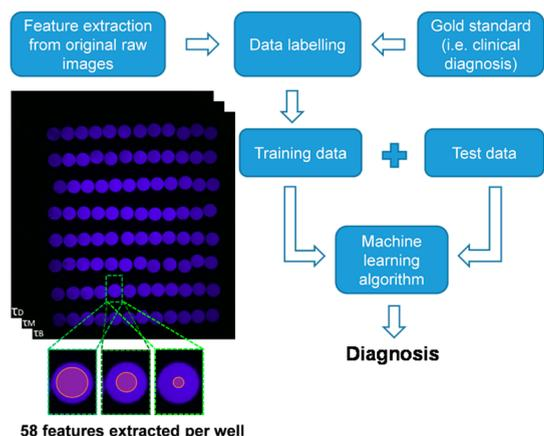 Feature extraction
from original raw
images
Data labelling
Gold standard
(i.e. clinical
diagnosis)
Training data
Test data
Machine
learning
algorithm
Diagnosis
τD
τM
τB
58 features extracted per well